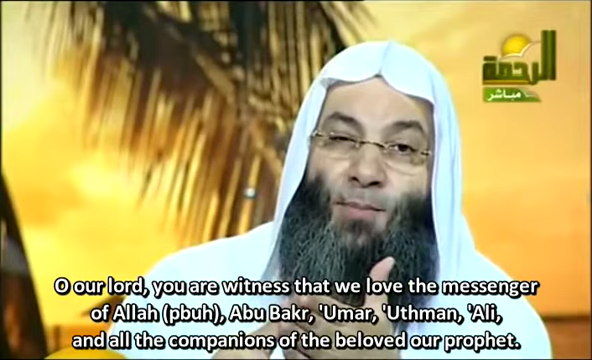 الرحمة
مباشر
O our lord, you are witness that we love the messenger
of Allah (pbuh), Abu Bakr, 'Umar, 'Uthman, 'Ali,
and all the companions of the beloved our prophet.